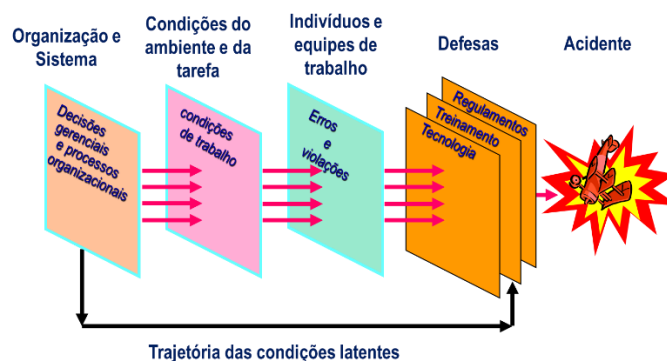 Organização e
Sistema
Condições do
ambiente e da
tarefa
Indivíduos e
equipes de
trabalho
Defesas
Acidente
Decisões
gerenciais
e processos
organizacionais
condições
de trabalho
Erros
e
violações
Regulamentos
Treinamento
Tecnologia
Trajetória das condições latentes